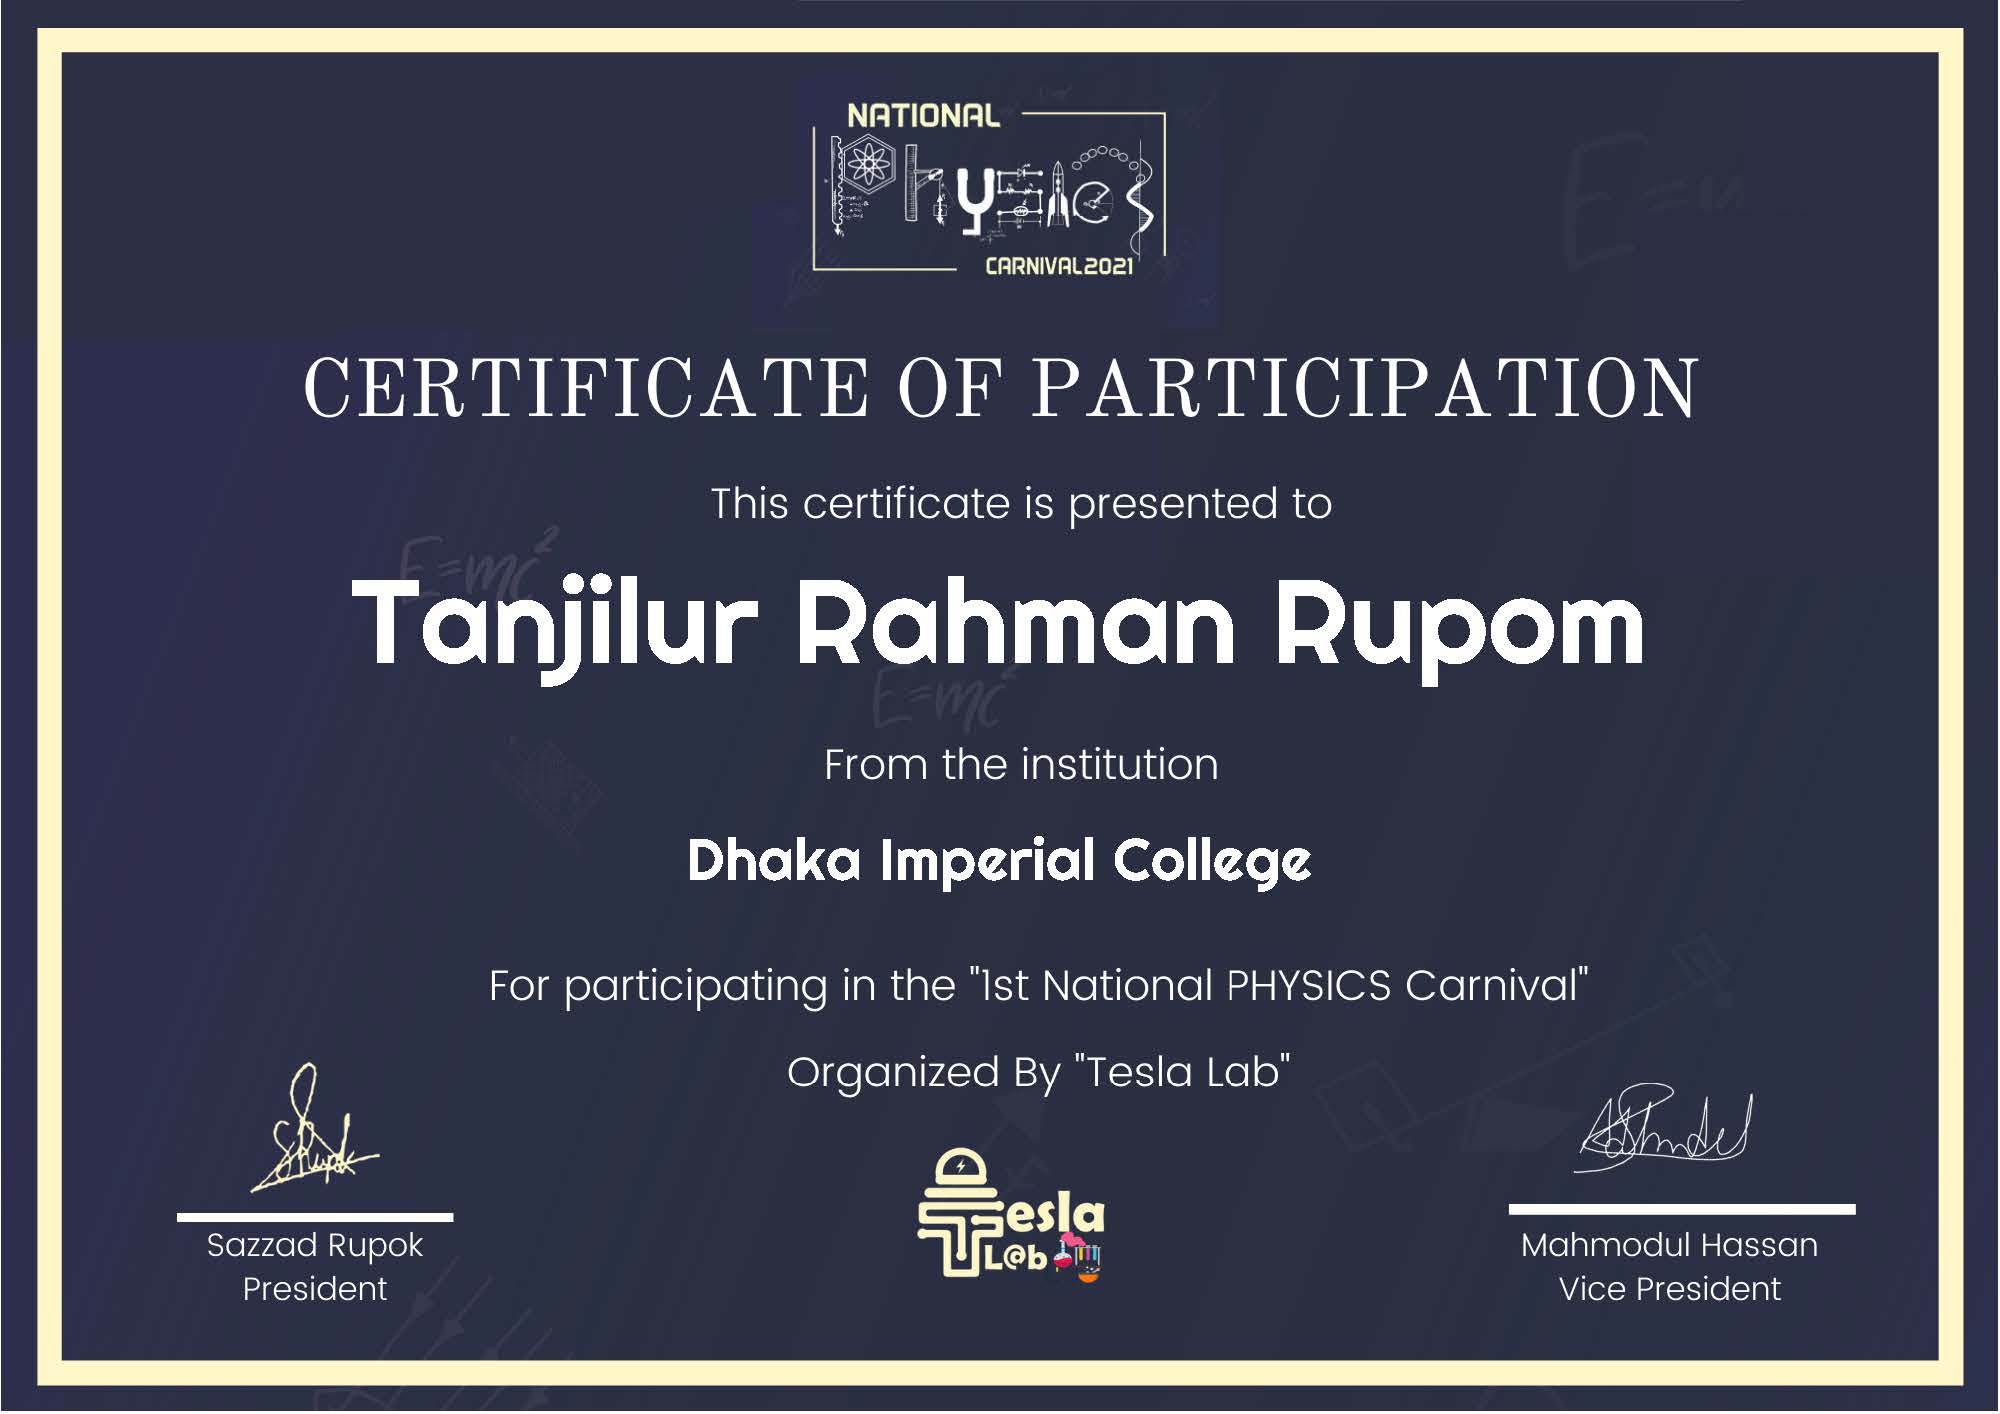 NATIONAL
PhYSICS
CARNIVAL2021
E=m
CERTIFICATE OF PARTICIPATION
This certificate is presented to
E=mc²
Tanjilur Rahman Rupom
E=mc²
From the institution
Dhaka Imperial College
For participating in the "1st National PHYSICS Carnival"
Organized By "Tesla Lab"
Tesla
L@b
Sazzad Rupok
President
Mahmodul Hassan
Vice President